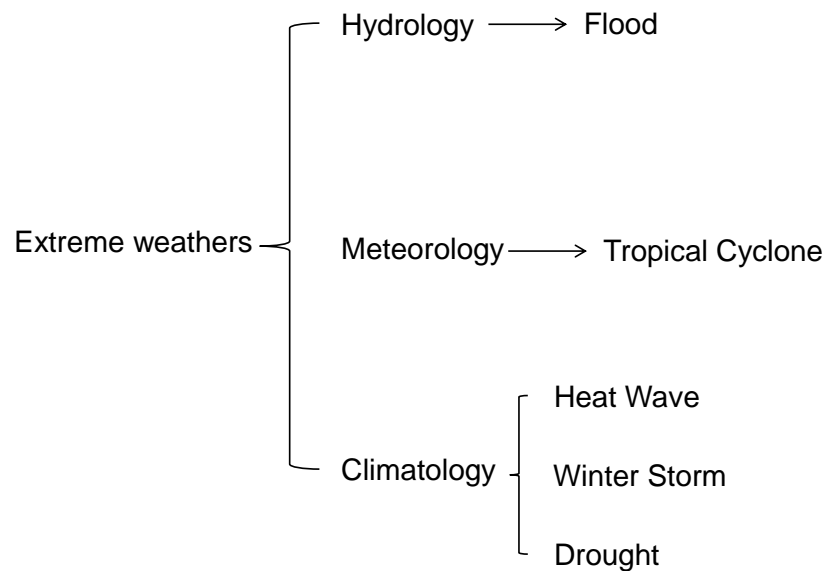 Hydrology
Flood
Extreme weathers
Meteorology
Tropical Cyclone
Heat Wave
Climatology
Winter Storm
Drought